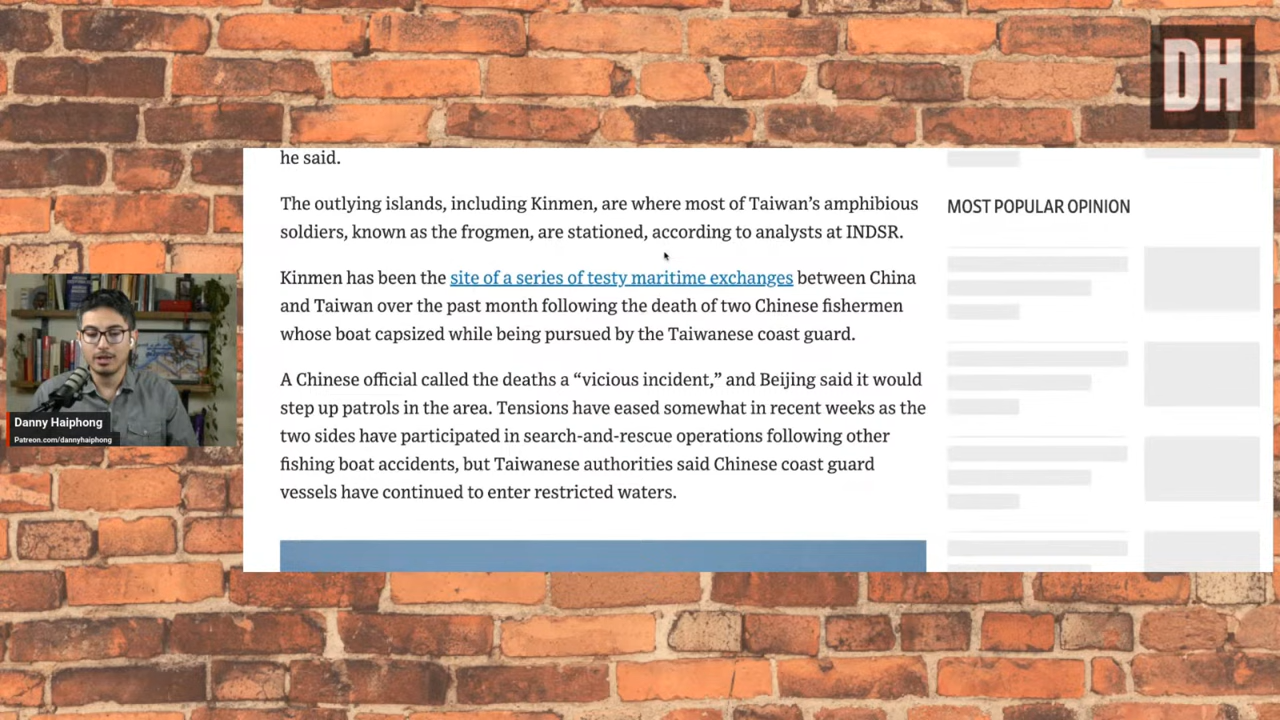 DH
he said.
The outlying islands, including Kinmen, are where most of Taiwan’s amphibious
soldiers, known as the frogmen, are stationed, according to analysts at INDSR.
Kinmen has been the site of a series of testy maritime exchanges between China
and Taiwan over the past month following the death of two Chinese fishermen
whose boat capsized while being pursued by the Taiwanese coast guard.
A Chinese official called the deaths a “vicious incident,” and Beijing said it would
step up patrols in the area. Tensions have eased somewhat in recent weeks as the
two sides have participated in search-and-rescue operations following other
fishing boat accidents, but Taiwanese authorities said Chinese coast guard
vessels have continued to enter restricted waters.
MOST POPULAR OPINION
Danny Haiphong
Patreon.com/dannyhaiphong